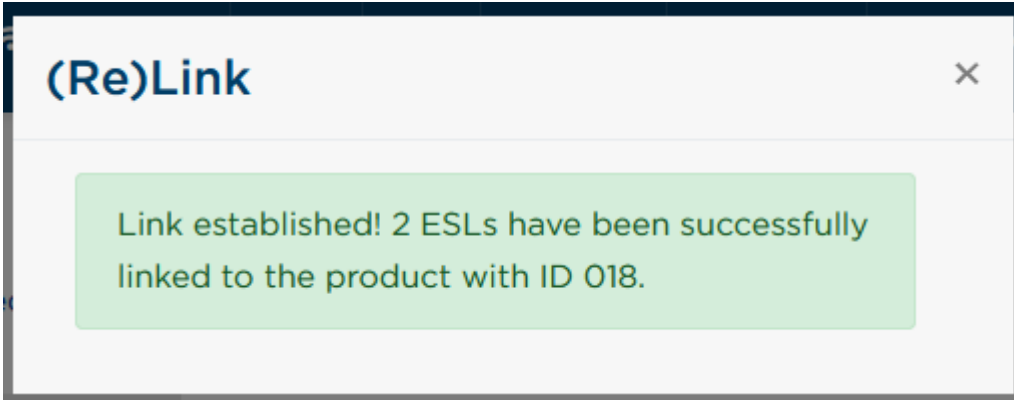 (Re)Link
×
Link established! 2 ESLs have been successfully
linked to the product with ID 018.